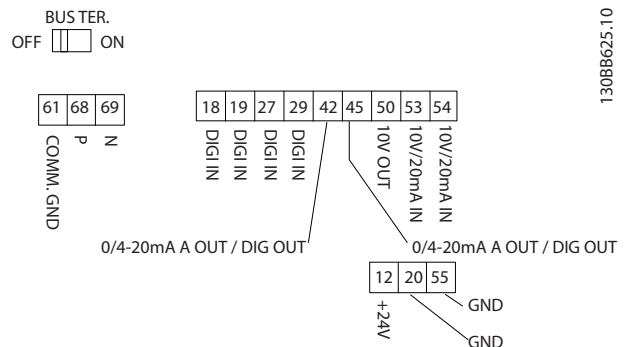 BUS TER.
OFF ON
130BB625.10
61 68 69
COMM. GND
P
N
18 19 27 29 42 45 50 53 54
DIGI IN
DIGI IN
DIGI IN
DIGI IN
10V OUT
10V/20mA IN
10V/20mA IN
0/4-20mA A OUT / DIG OUT
0/4-20mA A OUT / DIG OUT
12 20 55
+24V
GND
GND